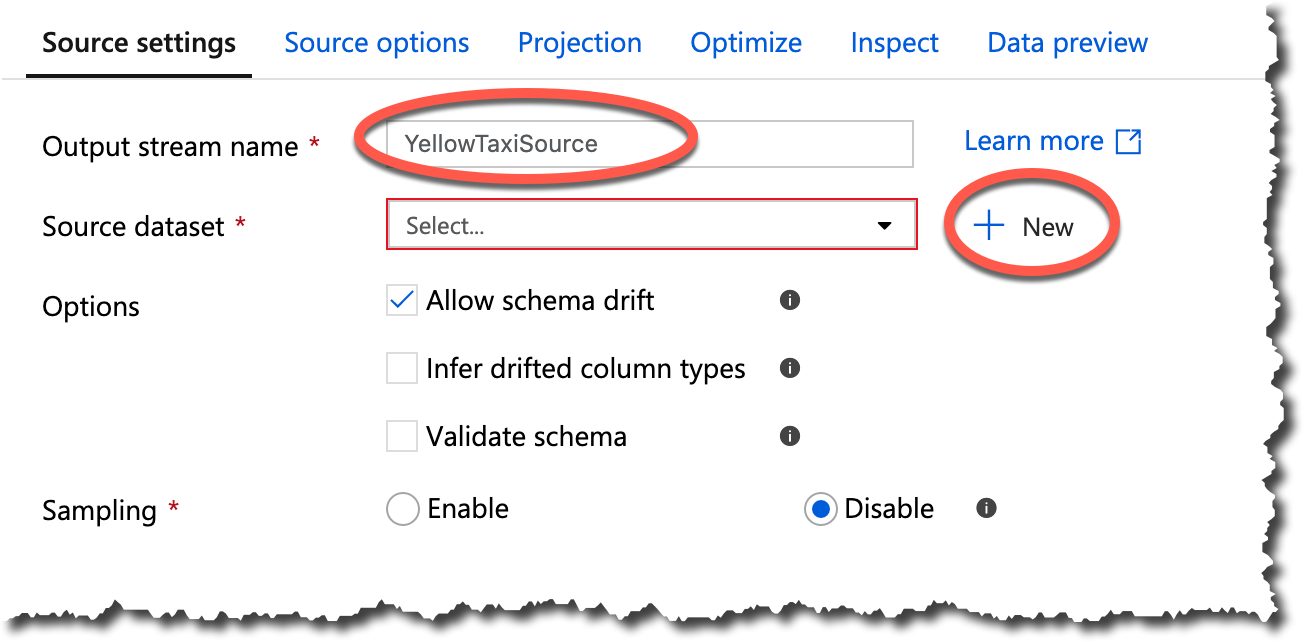 Source settings Source options Projection Optimize Inspect Data preview
Output stream name * YellowTaxiSource Learn more
Source dataset * Select... New
Options Allow schema drift
Infer drifted column types
Validate schema
Sampling * Enable Disable